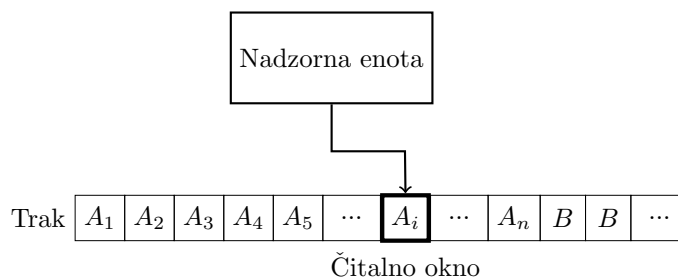 Nadzorna enota
Trak A₁ A₂ A₃ A₄ A₅ ... Aᵢ ... Aₙ B B ...
Čitalno okno